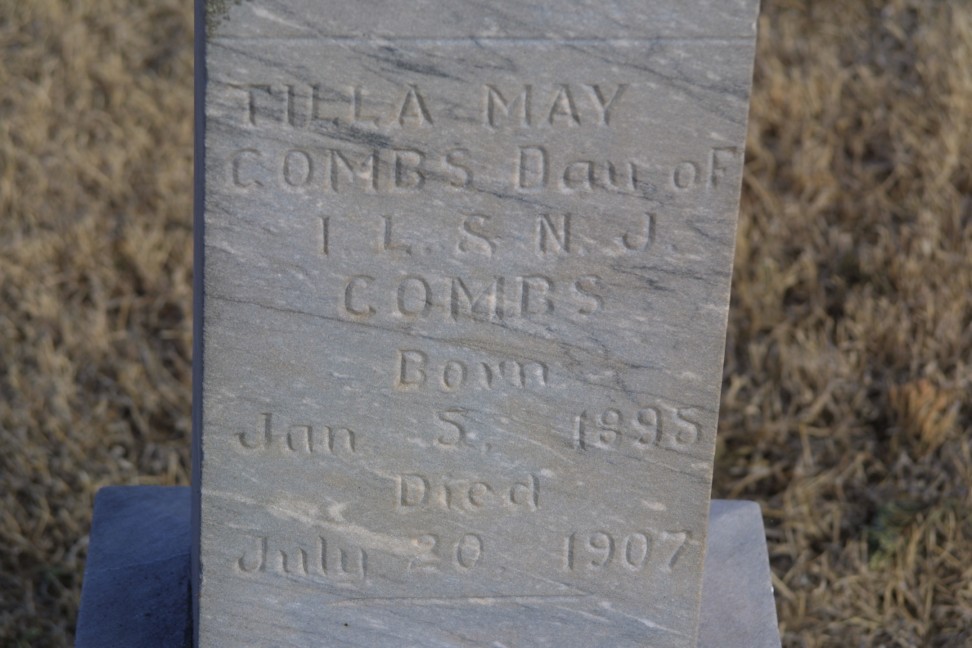 TILLA MAY
COMBS Dau of
I L. & N. J.
COMBS
Born
Jan 5, 1895
Died
July 20, 1907